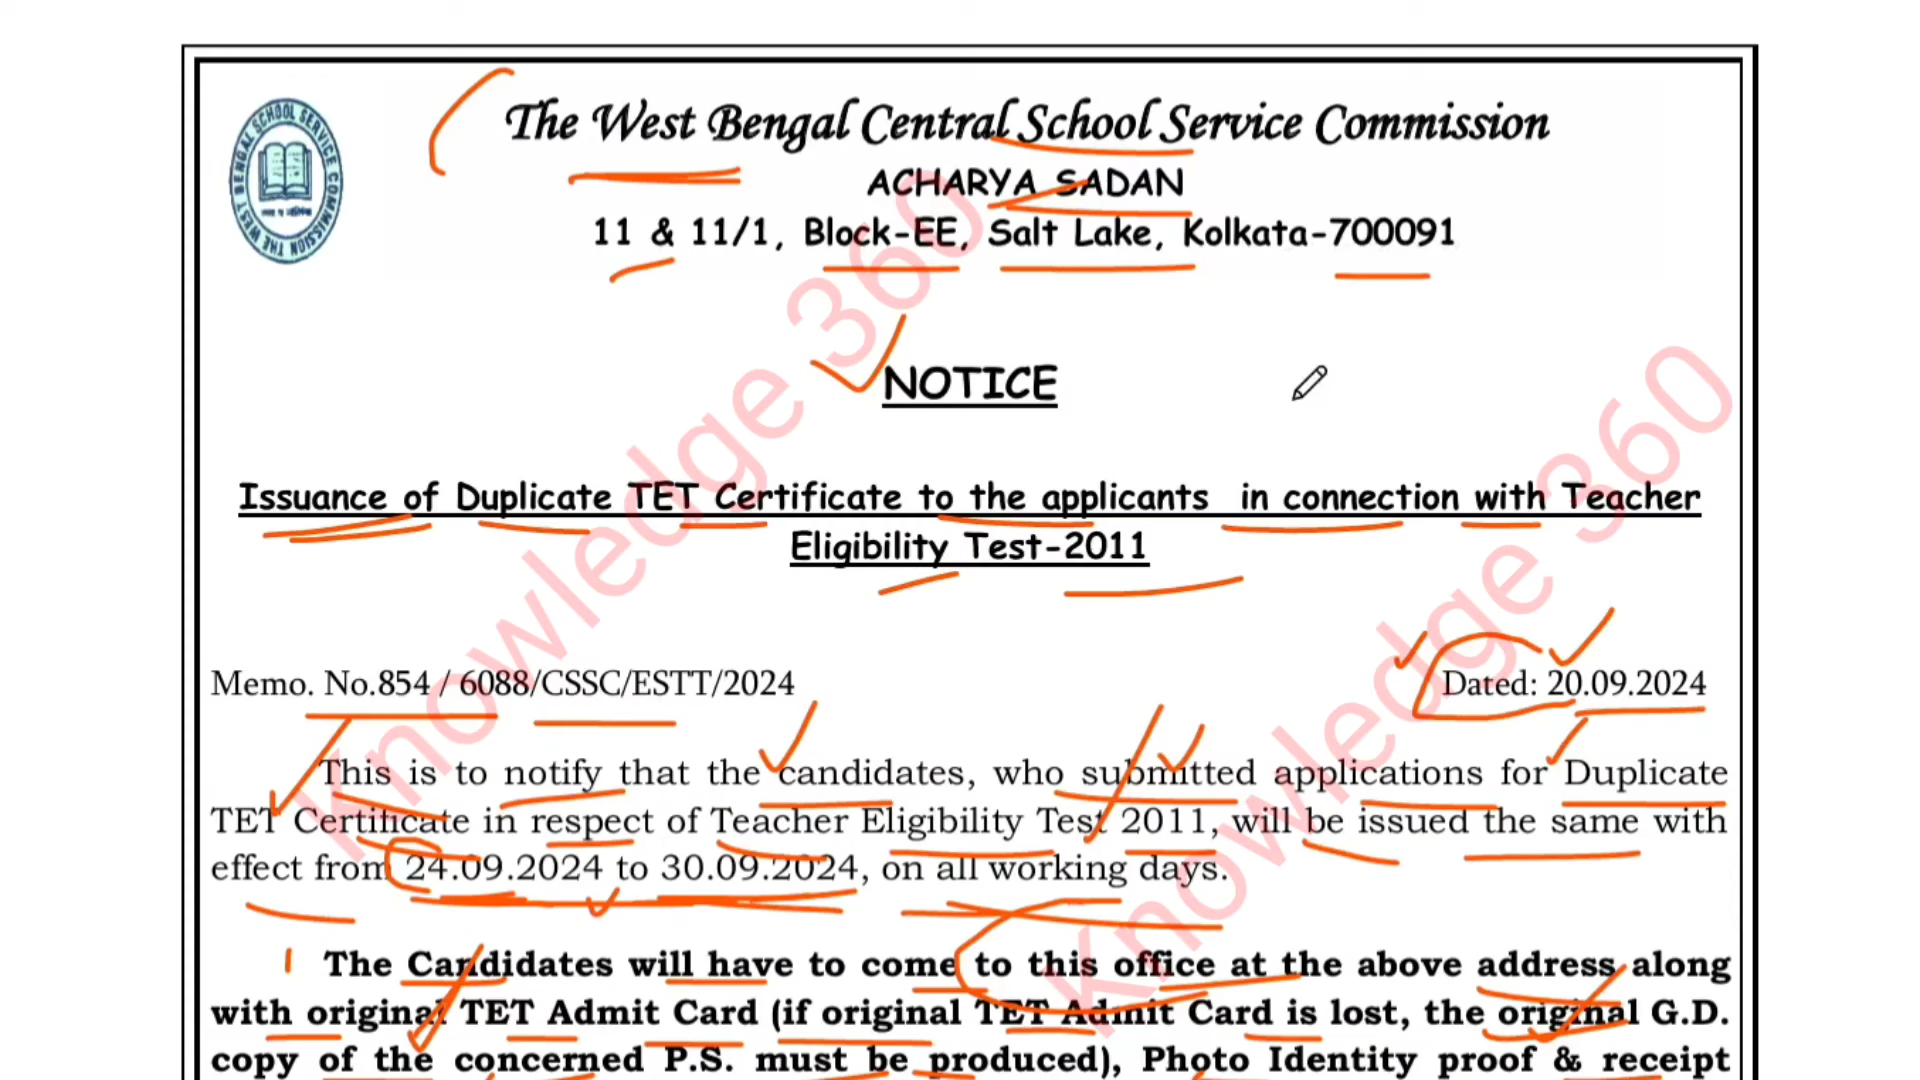 The West Bengal Central School Service Commission
ACHARYA SADAN
11 & 11/1, Block-EE, Salt Lake, Kolkata-700091
THE WEST BENGAL SCHOOL SERVICE COMMISSION
NOTICE
Issuance of Duplicate TET Certificate to the applicants in connection with Teacher
Eligibility Test-2011
Memo. No.854 / 6088/CSSC/ESTT/2024
Dated: 20.09.2024
This is to notify that the candidates, who submitted applications for Duplicate
TET Certificate in respect of Teacher Eligibility Test 2011, will be issued the same with
effect from 24.09.2024 to 30.09.2024, on all working days.
The Candidates will have to come to this office at the above address along
with original TET Admit Card (if original TET Admit Card is lost, the original G.D.
copy of the concerned P.S. must be produced), Photo Identity proof & receipt
Knowledge 360
Knowledge 360